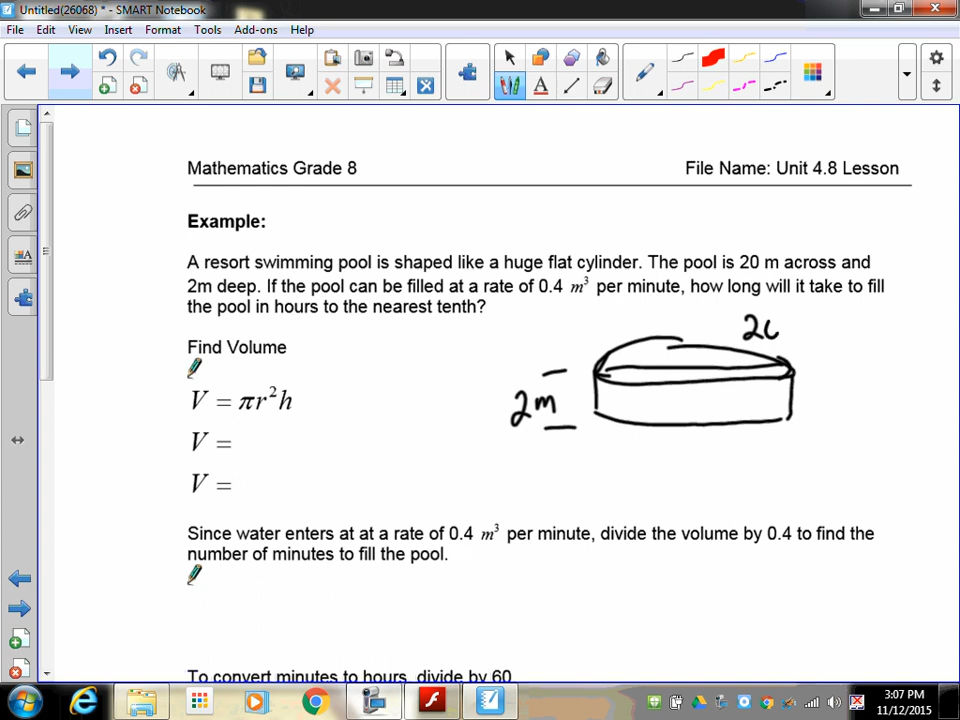 Untitled(26068) * - SMART Notebook
File Edit View Insert Format Tools Add-ons Help
Mathematics Grade 8 File Name: Unit 4.8 Lesson
Example:
A resort swimming pool is shaped like a huge flat cylinder. The pool is 20 m across and
2m deep. If the pool can be filled at a rate of 0.4 m³ per minute, how long will it take to fill
the pool in hours to the nearest tenth?
Find Volume
V = πr²h
V =
V =
2m
Since water enters at at a rate of 0.4 m³ per minute, divide the volume by 0.4 to find the
number of minutes to fill the pool.
To convert minutes to hours, divide by 60
3:07 PM
11/12/2015